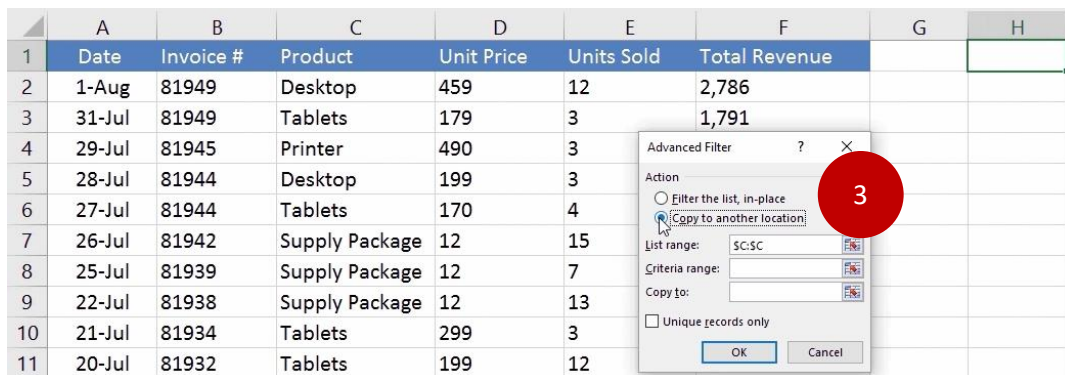 A B C D E F G H
1 Date Invoice # Product Unit Price Units Sold Total Revenue
2 1-Aug 81949 Desktop 459 12 2,786
3 31-Jul 81949 Tablets 179 3 1,791
4 29-Jul 81945 Printer 490 3
5 28-Jul 81944 Desktop 199 3
6 27-Jul 81944 Tablets 170 4
7 26-Jul 81942 Supply Package 12 15
8 25-Jul 81939 Supply Package 12 7
9 22-Jul 81938 Supply Package 12 13
10 21-Jul 81934 Tablets 299 3
11 20-Jul 81932 Tablets 199 12
Advanced Filter ? ×
Action
Filter the list, in-place
Copy to another location
List range: $C:$C
Criteria range:
Copy to:
Unique records only
OK Cancel
3